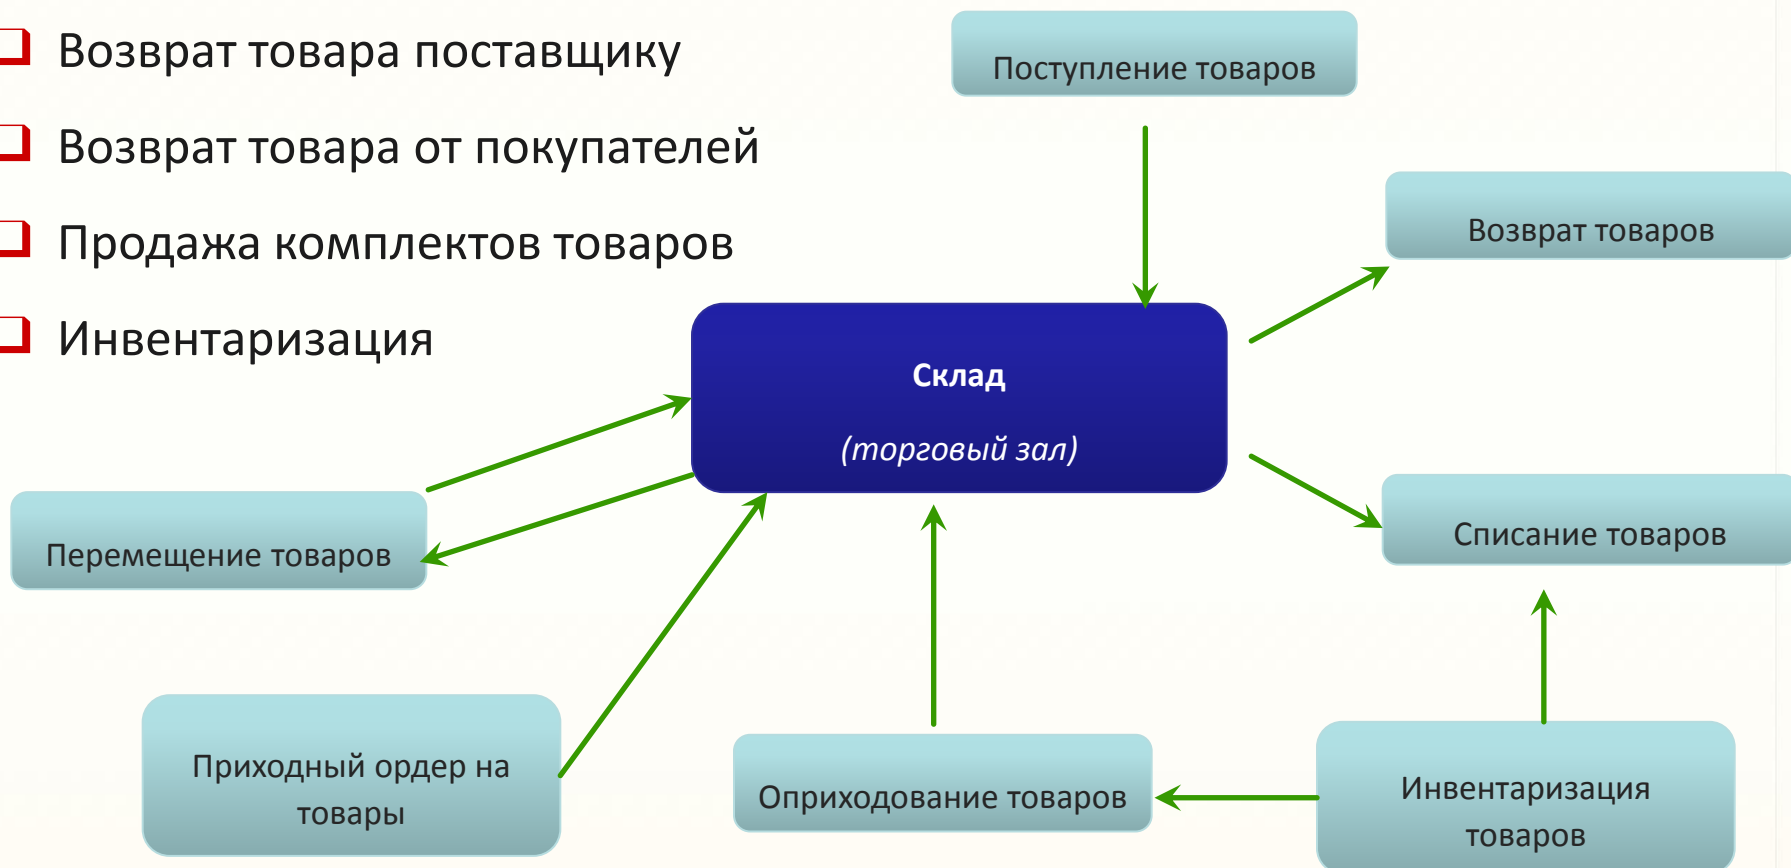 Возврат товара поставщику
Возврат товара от покупателей
Продажа комплектов товаров
Инвентаризация
Поступление товаров
Возврат товаров
Склад
(торговый зал)
Перемещение товаров
Списание товаров
Приходный ордер на
товары
Оприходование товаров
Инвентаризация
товаров